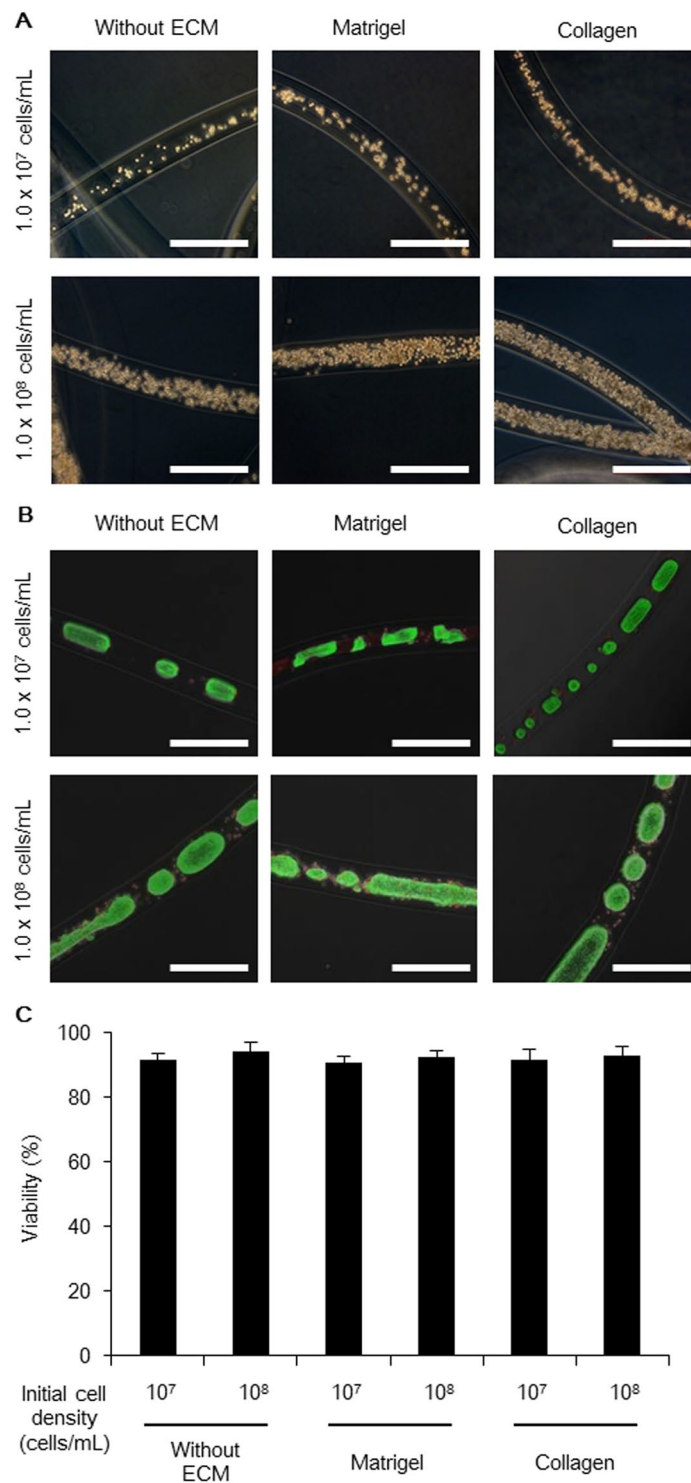 A
Without ECM Matrigel Collagen
1.0 x 10⁷ cells/mL
1.0 x 10⁸ cells/mL
B
Without ECM Matrigel Collagen
1.0 x 10⁷ cells/mL
1.0 x 10⁸ cells/mL
C
Viability (%)
100
80
60
40
20
0
Initial cell density (cells/mL)
10⁷ 10⁸ 10⁷ 10⁸ 10⁷ 10⁸
Without ECM Matrigel Collagen